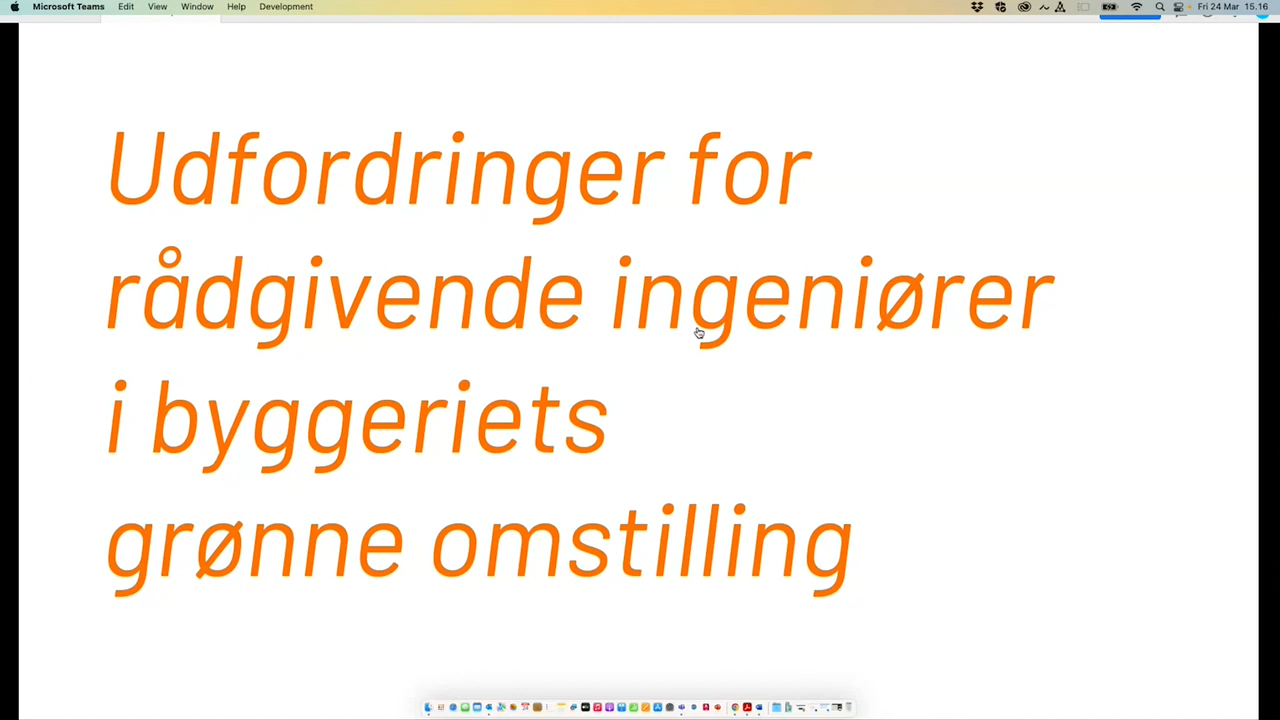 Microsoft Teams Edit View Window Help Development Fri 24 Mar 15.16
Udfordringer for
rådgivende ingeniører
i byggeriets
grønne omstilling